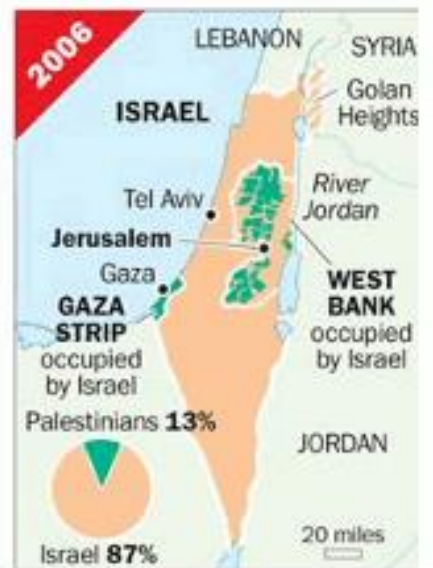 2006
LEBANON
SYRIA
Golan
Heights
ISRAEL
Tel Aviv
River
Jordan
Jerusalem
Gaza
GAZA
STRIP
occupied
by Israel
WEST
BANK
occupied
by Israel
Palestinians 13%
JORDAN
20 miles
Israel 87%